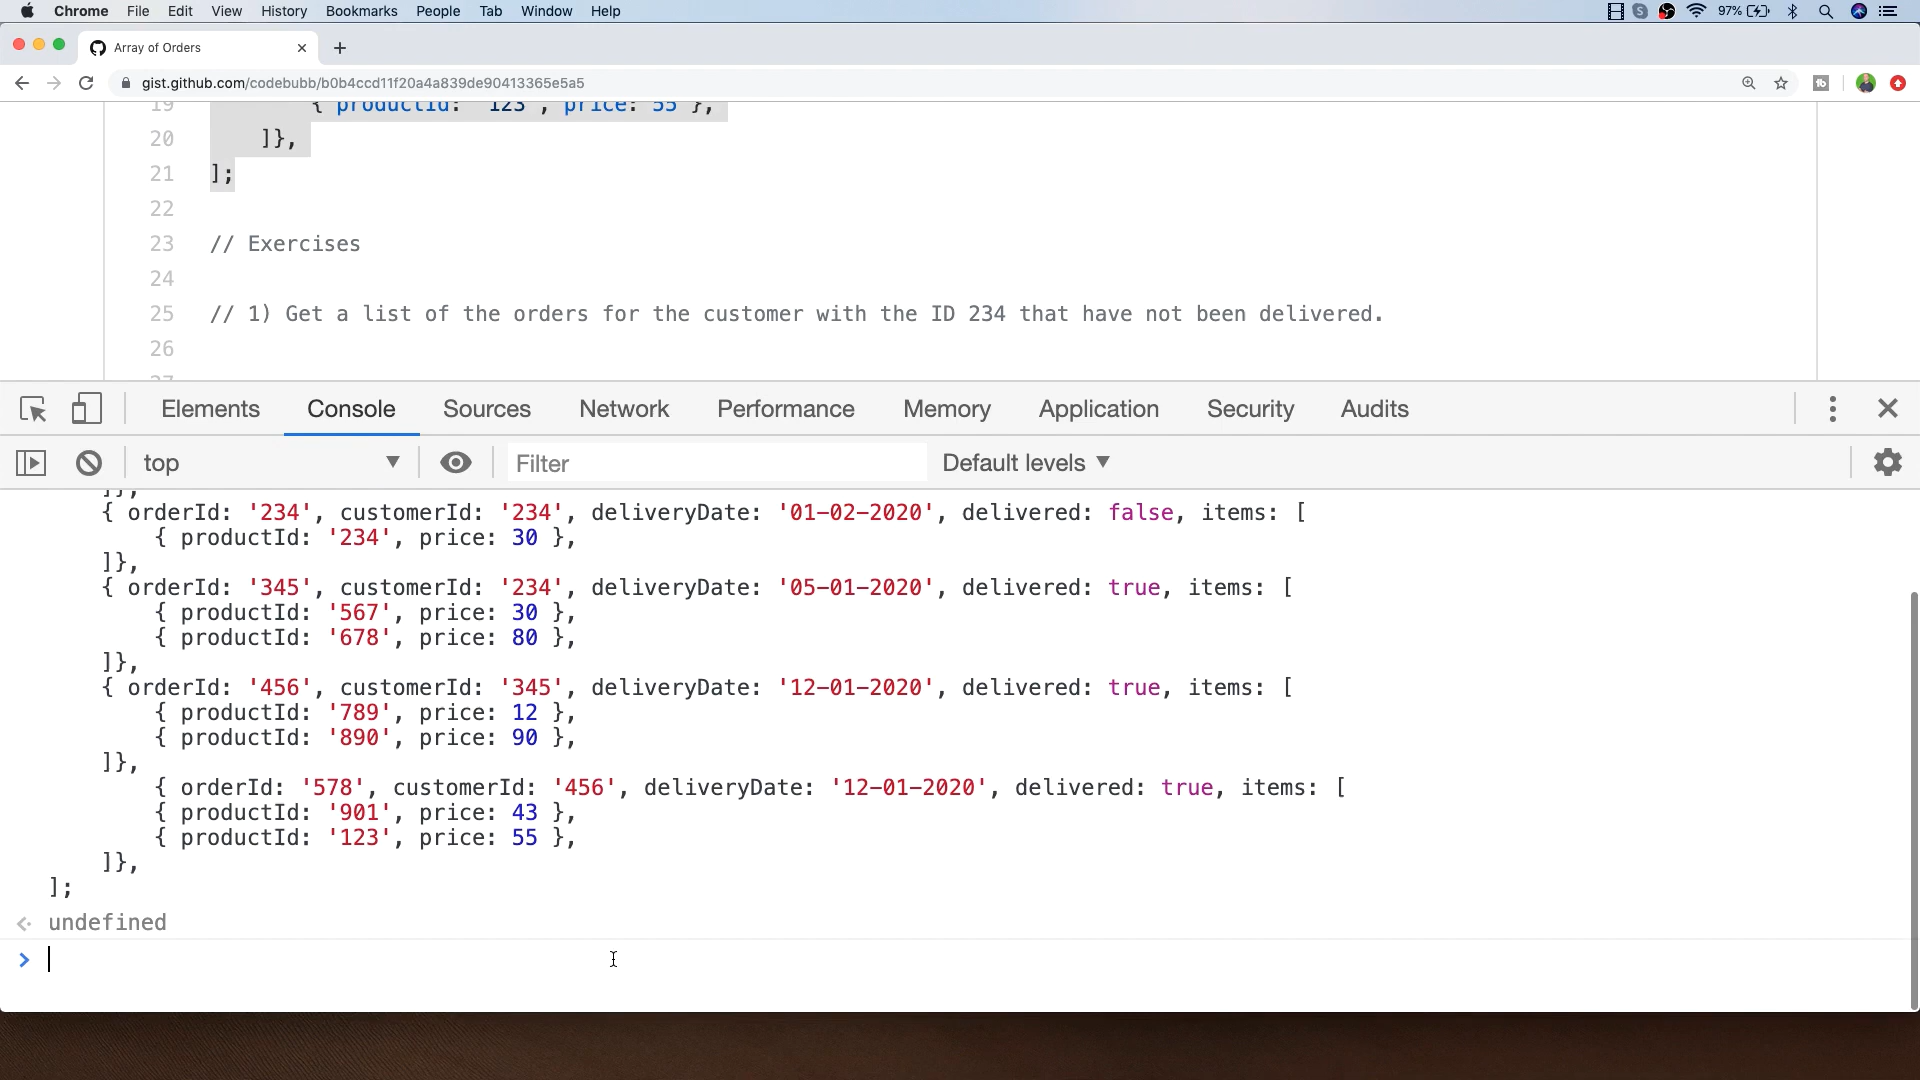 Chrome File Edit View History Bookmarks People Tab Window Help 97%
Array of Orders
gist.github.com/codebubb/b0b4ccd11f20a4a839de90413365e5a5
19 { productId: '123', price: 55 },
20 ]},
21 ];
22
23 // Exercises
24
25 // 1) Get a list of the orders for the customer with the ID 234 that have not been delivered.
26
27
Elements Console Sources Network Performance Memory Application Security Audits
top Filter Default levels
]},
{ orderId: '234', customerId: '234', deliveryDate: '01-02-2020', delivered: false, items: [
{ productId: '234', price: 30 },
]},
{ orderId: '345', customerId: '234', deliveryDate: '05-01-2020', delivered: true, items: [
{ productId: '567', price: 30 },
{ productId: '678', price: 80 },
]},
{ orderId: '456', customerId: '345', deliveryDate: '12-01-2020', delivered: true, items: [
{ productId: '789', price: 12 },
{ productId: '890', price: 90 },
]},
{ orderId: '578', customerId: '456', deliveryDate: '12-01-2020', delivered: true, items: [
{ productId: '901', price: 43 },
{ productId: '123', price: 55 },
]},
];
undefined
>